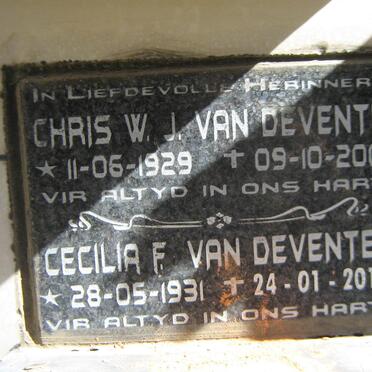 IN LIEFDEVOLLE HERINNER
CHRIS W. J. VAN DEVENT
★ 11-06-1929 ✝ 09-10-200
VIR ALTYD IN ONS HART
CECILIA F. VAN DEVENTE
★ 28-05-1931 ✝ 24-01-201
VIR ALTYD IN ONS HART